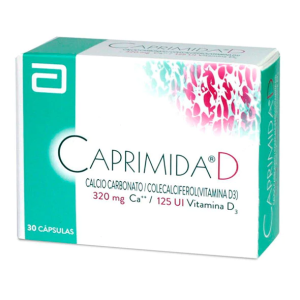 CAPRIMIDA® D
CALCIO CARBONATO / COLECALCIFEROL(VITAMINA D3)
320 mg Ca⁺⁺ / 125 UI Vitamina D₃
30 CÁPSULAS